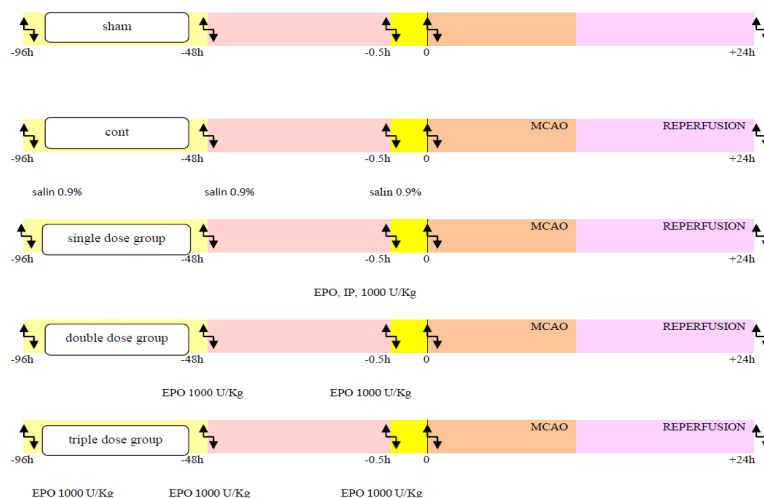 sham
-96h -48h -0.5h 0 +24h
cont MCAO REPERFUSION
-96h -48h -0.5h 0 +24h
salin 0.9% salin 0.9% salin 0.9%
single dose group MCAO REPERFUSION
-96h -48h -0.5h 0 +24h
EPO, IP, 1000 U/Kg
double dose group MCAO REPERFUSION
-96h -48h -0.5h 0 +24h
EPO 1000 U/Kg EPO 1000 U/Kg
triple dose group MCAO REPERFUSION
-96h -48h -0.5h 0 +24h
EPO 1000 U/Kg EPO 1000 U/Kg EPO 1000 U/Kg